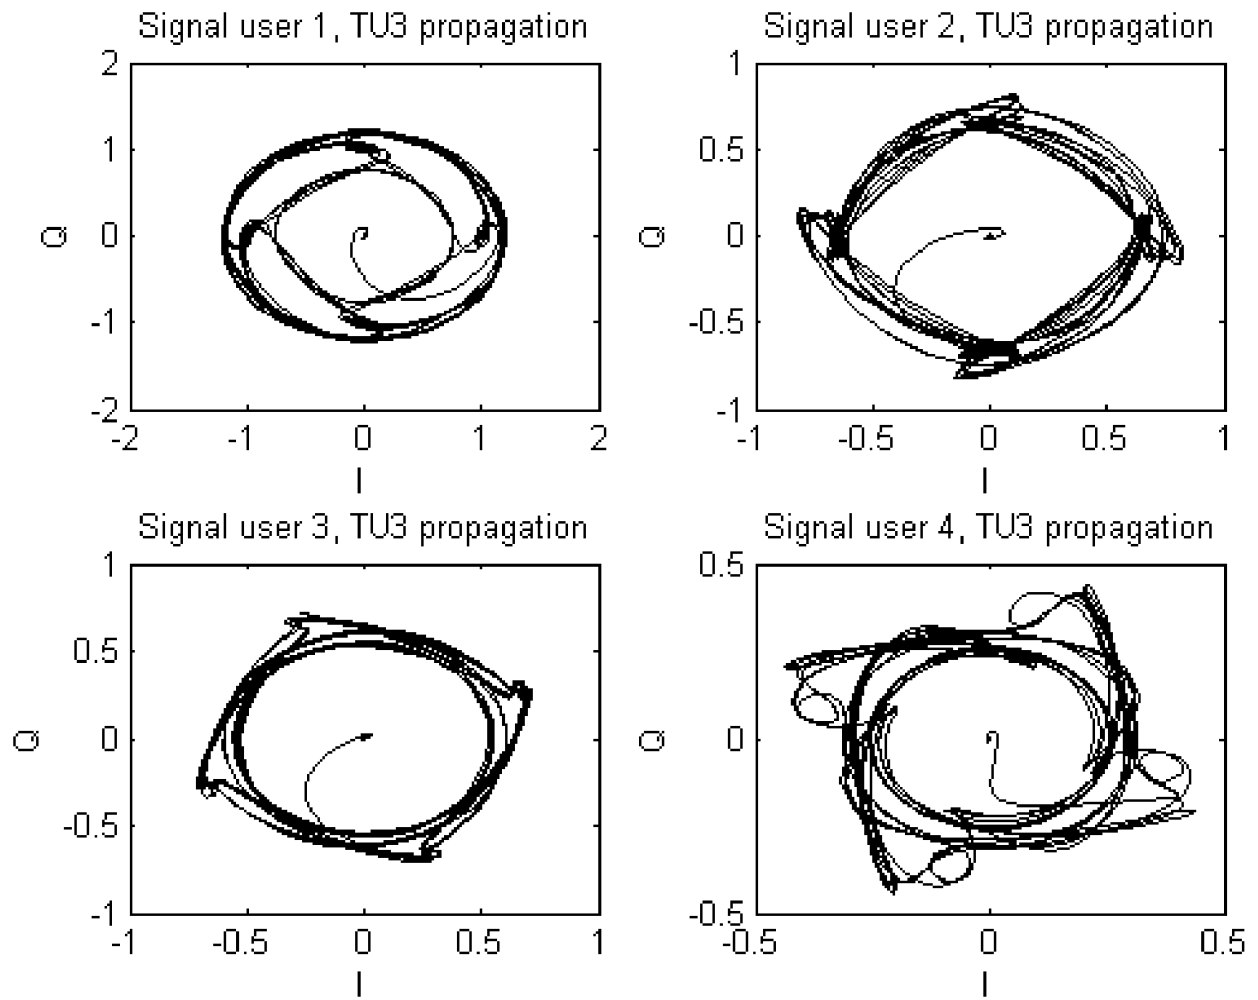 Signal user 1, TU3 propagation
2
1
0
-1
-2
Q
-2 -1 0 1 2
I
Signal user 2, TU3 propagation
1
0.5
0
-0.5
-1
Q
-1 -0.5 0 0.5 1
I
Signal user 3, TU3 propagation
1
0.5
0
-0.5
-1
Q
-1 -0.5 0 0.5 1
I
Signal user 4, TU3 propagation
0.5
0
-0.5
Q
-0.5 0 0.5
I